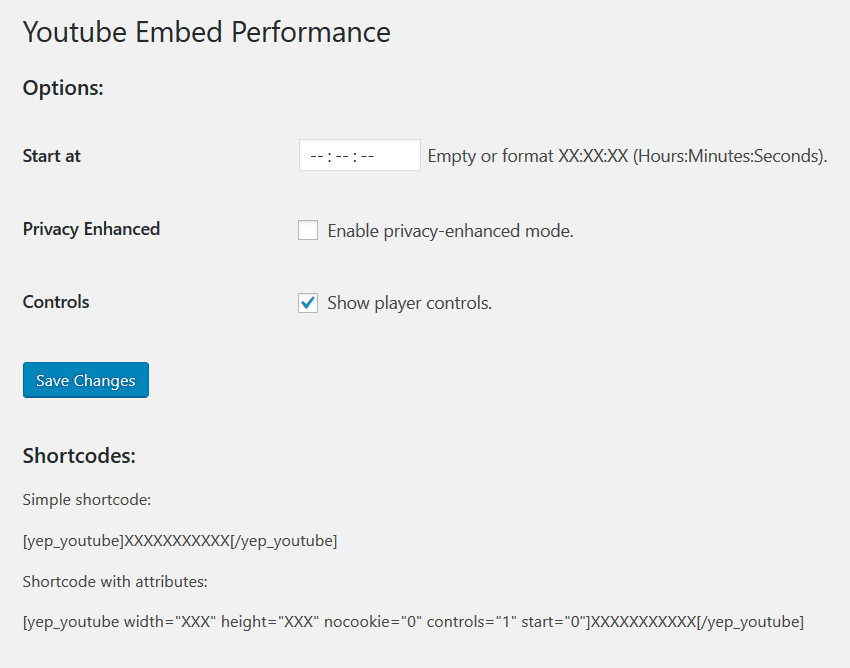 Youtube Embed Performance
Options:
Start at --:--:-- Empty or format XX:XX:XX (Hours:Minutes:Seconds).
Privacy Enhanced Enable privacy-enhanced mode.
Controls Show player controls.
Save Changes
Shortcodes:
Simple shortcode:
[yep_youtube]XXXXXXXXXXX[/yep_youtube]
Shortcode with attributes:
[yep_youtube width="XXX" height="XXX" nocookie="0" controls="1" start="0"]XXXXXXXXXXX[/yep_youtube]